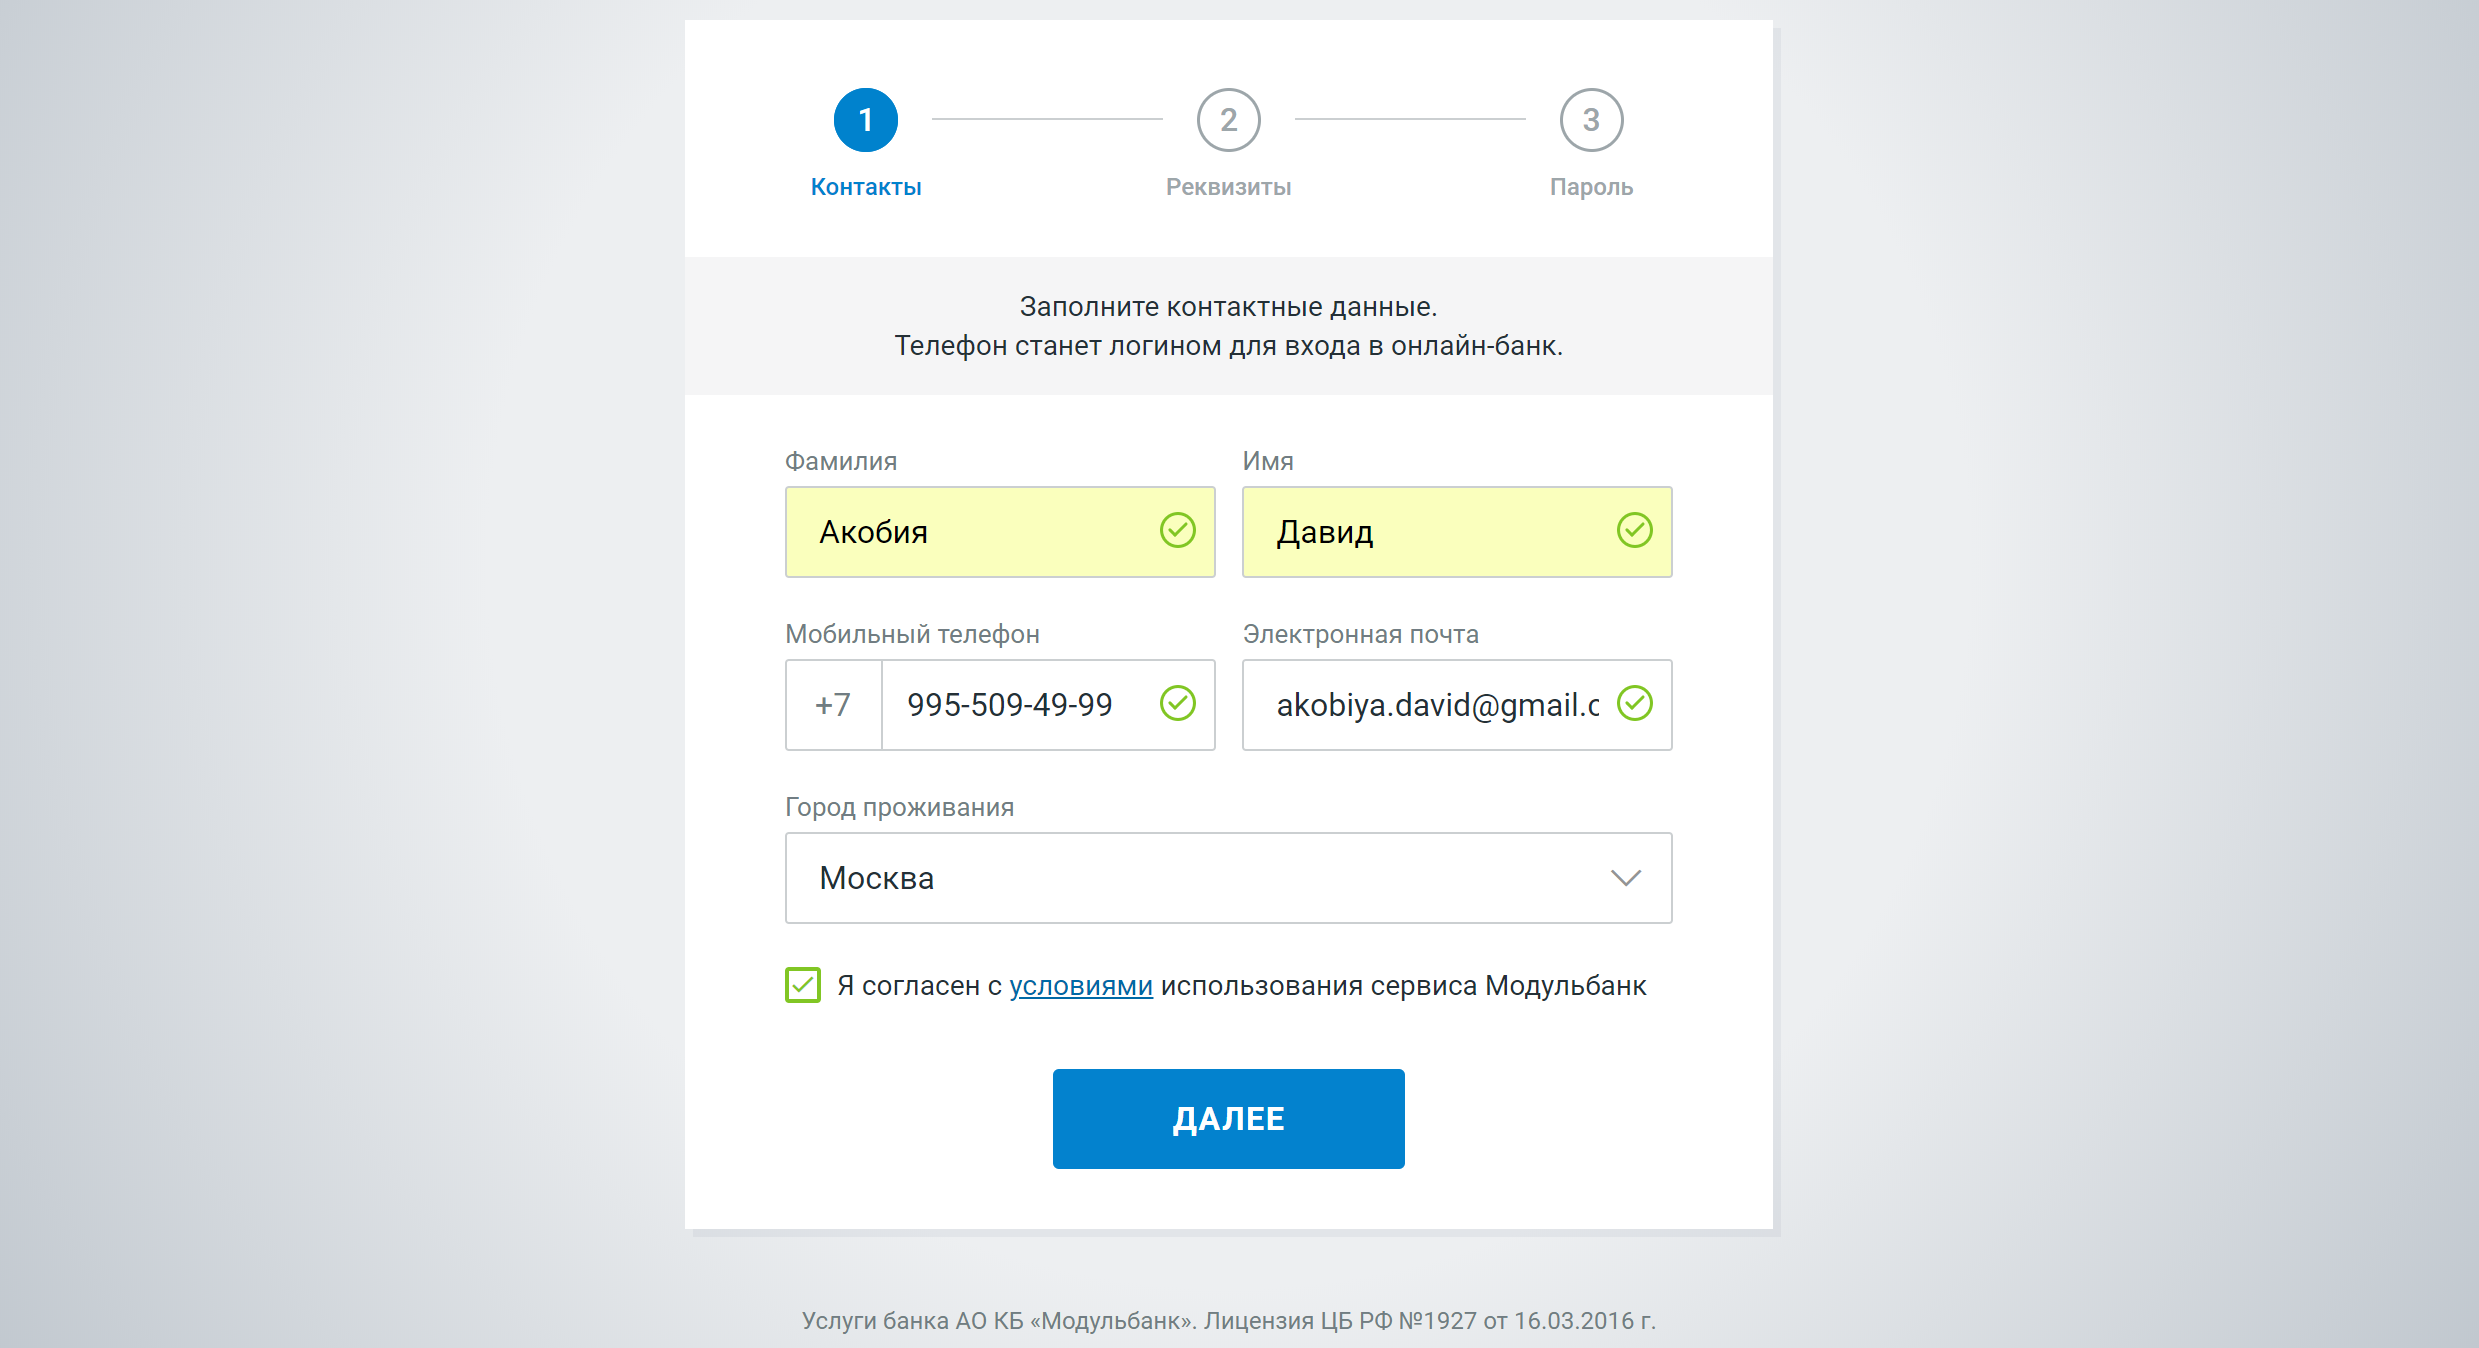 1
2
3
Контакты
Реквизиты
Пароль
Заполните контактные данные.
Телефон станет логином для входа в онлайн-банк.
Фамилия
Имя
Акобия
Давид
Мобильный телефон
Электронная почта
+7
995-509-49-99
akobiya.david@gmail.c
Город проживания
Москва
Я согласен с условиями использования сервиса Модульбанк
ДАЛЕЕ
Услуги банка АО КБ «Модульбанк». Лицензия ЦБ РФ №1927 от 16.03.2016 г.